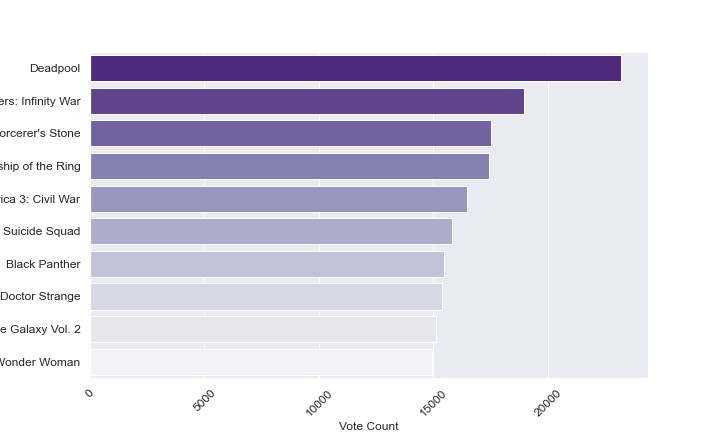 Deadpool
ers: Infinity War
orcerer's Stone
ship of the Ring
ica 3: Civil War
Suicide Squad
Black Panther
Doctor Strange
e Galaxy Vol. 2
Wonder Woman
0 5000 10000 15000 20000
Vote Count